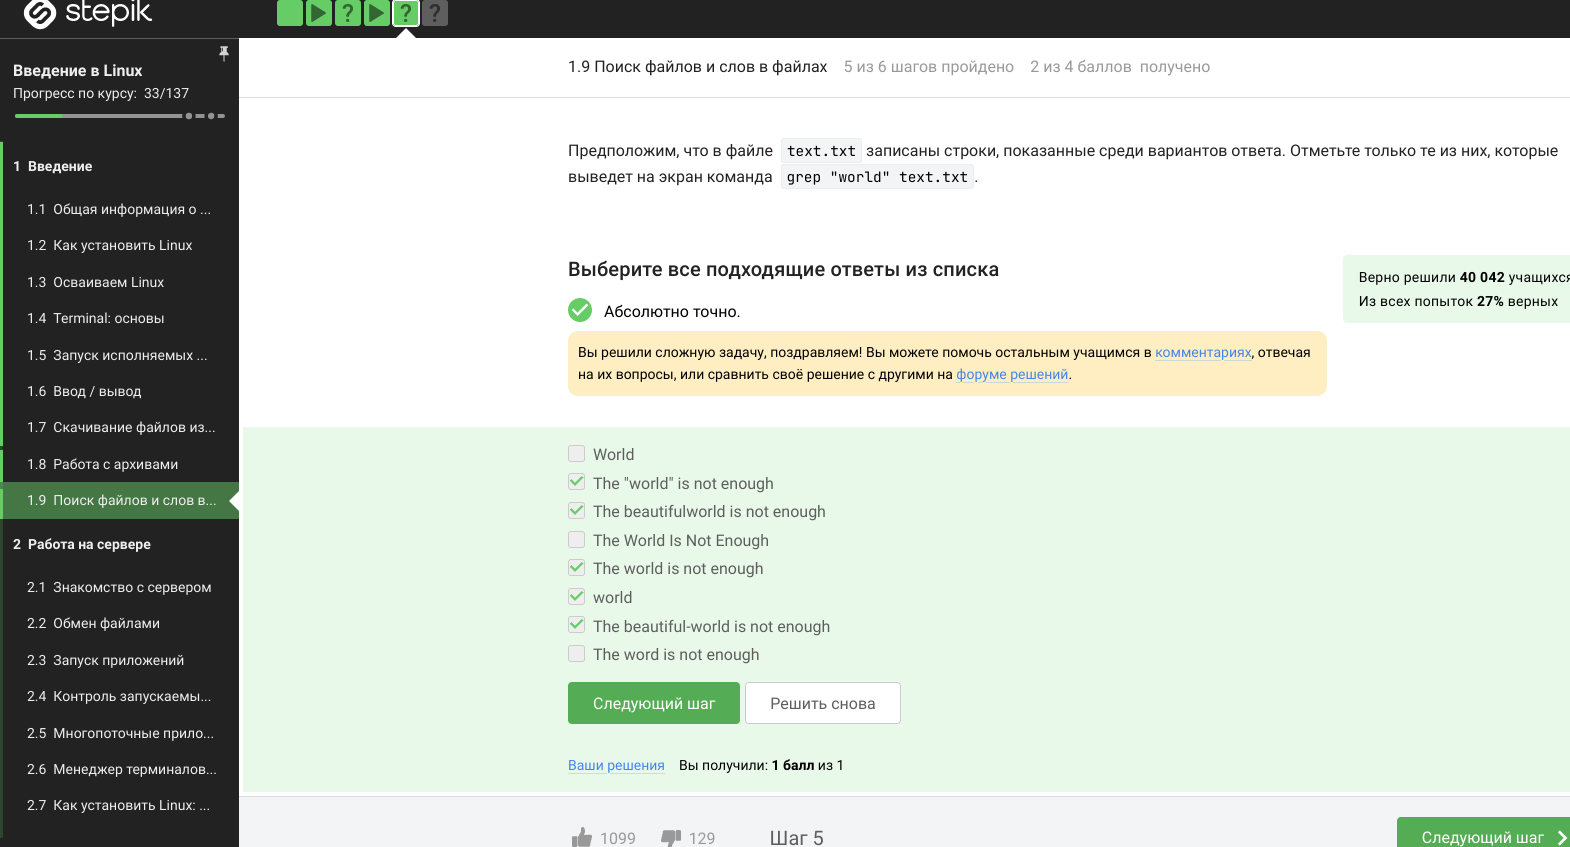 stepik
? ? ?
Введение в Linux
Прогресс по курсу: 33/137
1 Введение
1.1 Общая информация о ...
1.2 Как установить Linux
1.3 Осваиваем Linux
1.4 Terminal: основы
1.5 Запуск исполняемых ...
1.6 Ввод / вывод
1.7 Скачивание файлов из...
1.8 Работа с архивами
1.9 Поиск файлов и слов в...
2 Работа на сервере
2.1 Знакомство с сервером
2.2 Обмен файлами
2.3 Запуск приложений
2.4 Контроль запускаемы...
2.5 Многопоточные прило...
2.6 Менеджер терминалов...
2.7 Как установить Linux: ...
1.9 Поиск файлов и слов в файлах 5 из 6 шагов пройдено 2 из 4 баллов получено
Предположим, что в файле text.txt записаны строки, показанные среди вариантов ответа. Отметьте только те из них, которые
выведет на экран команда grep "world" text.txt.
Выберите все подходящие ответы из списка
Абсолютно точно.
Вы решили сложную задачу, поздравляем! Вы можете помочь остальным учащимся в комментариях, отвечая
на их вопросы, или сравнить своё решение с другими на форуме решений.
Верно решили 40 042 учащихся
Из всех попыток 27% верных
World
The "world" is not enough
The beautifulworld is not enough
The World Is Not Enough
The world is not enough
world
The beautiful-world is not enough
The word is not enough
Следующий шаг Решить снова
Ваши решения Вы получили: 1 балл из 1
1099 129 Шаг 5 Следующий шаг